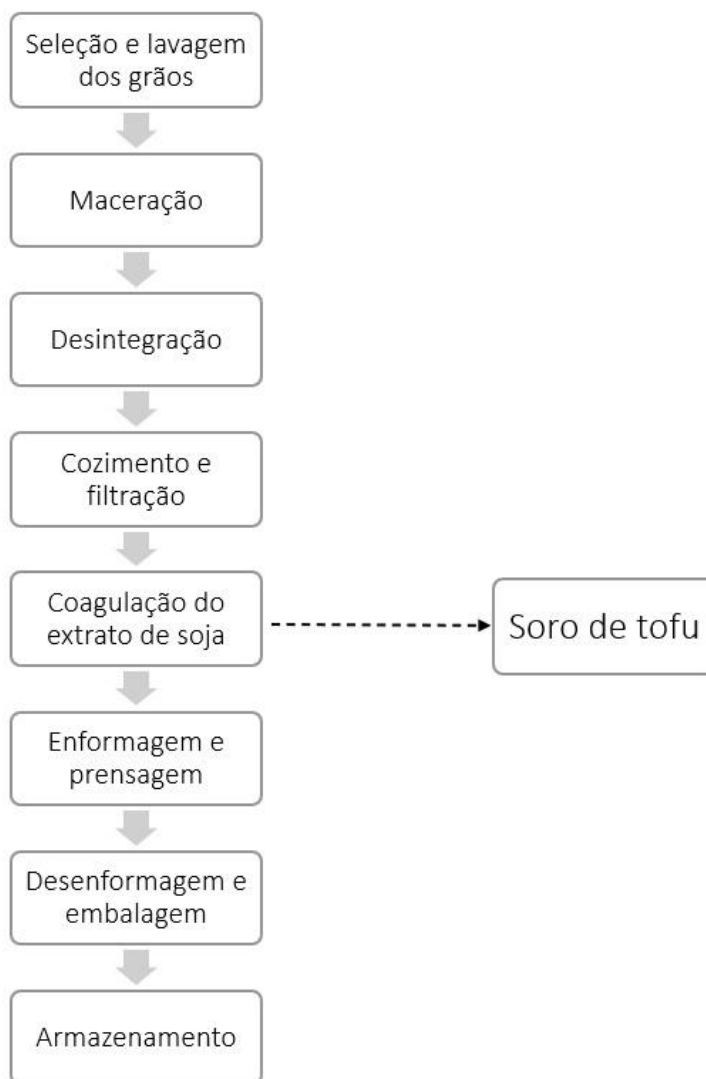 Seleção e lavagem
dos grãos
Maceração
Desintegração
Cozimento e
filtração
Coagulação do
extrato de soja
Soro de tofu
Enformagem e
prensagem
Desenformagem e
embalagem
Armazenamento